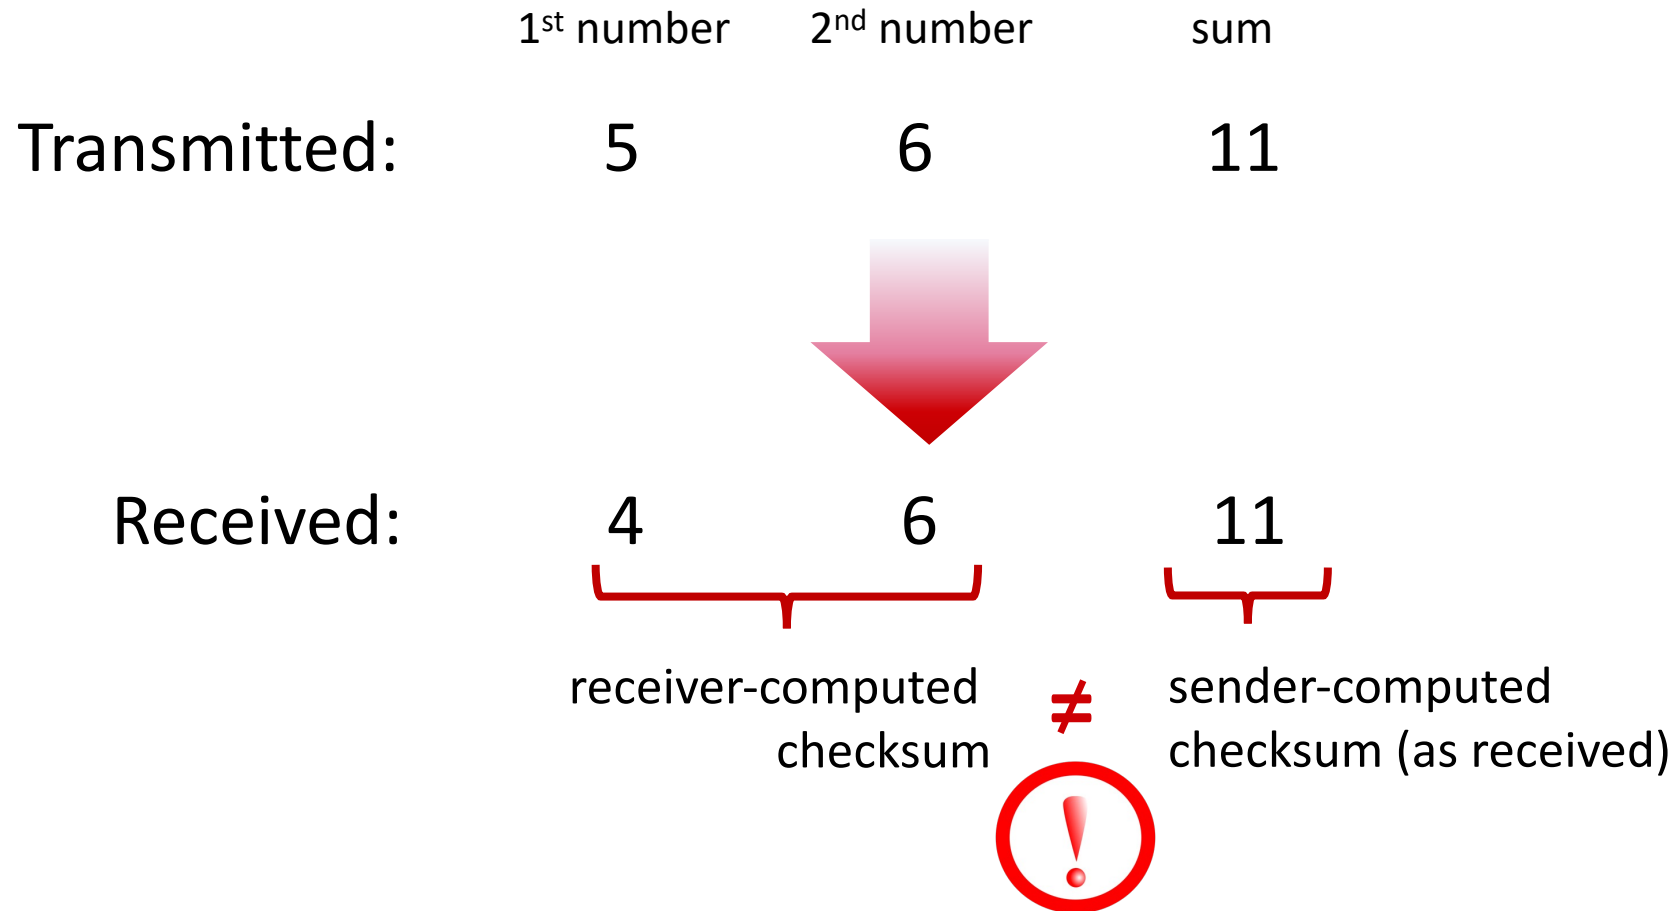 1st number 2nd number sum
Transmitted: 5 6 11
Received: 4 6 11
receiver-computed ≠ sender-computed
checksum checksum (as received)
!